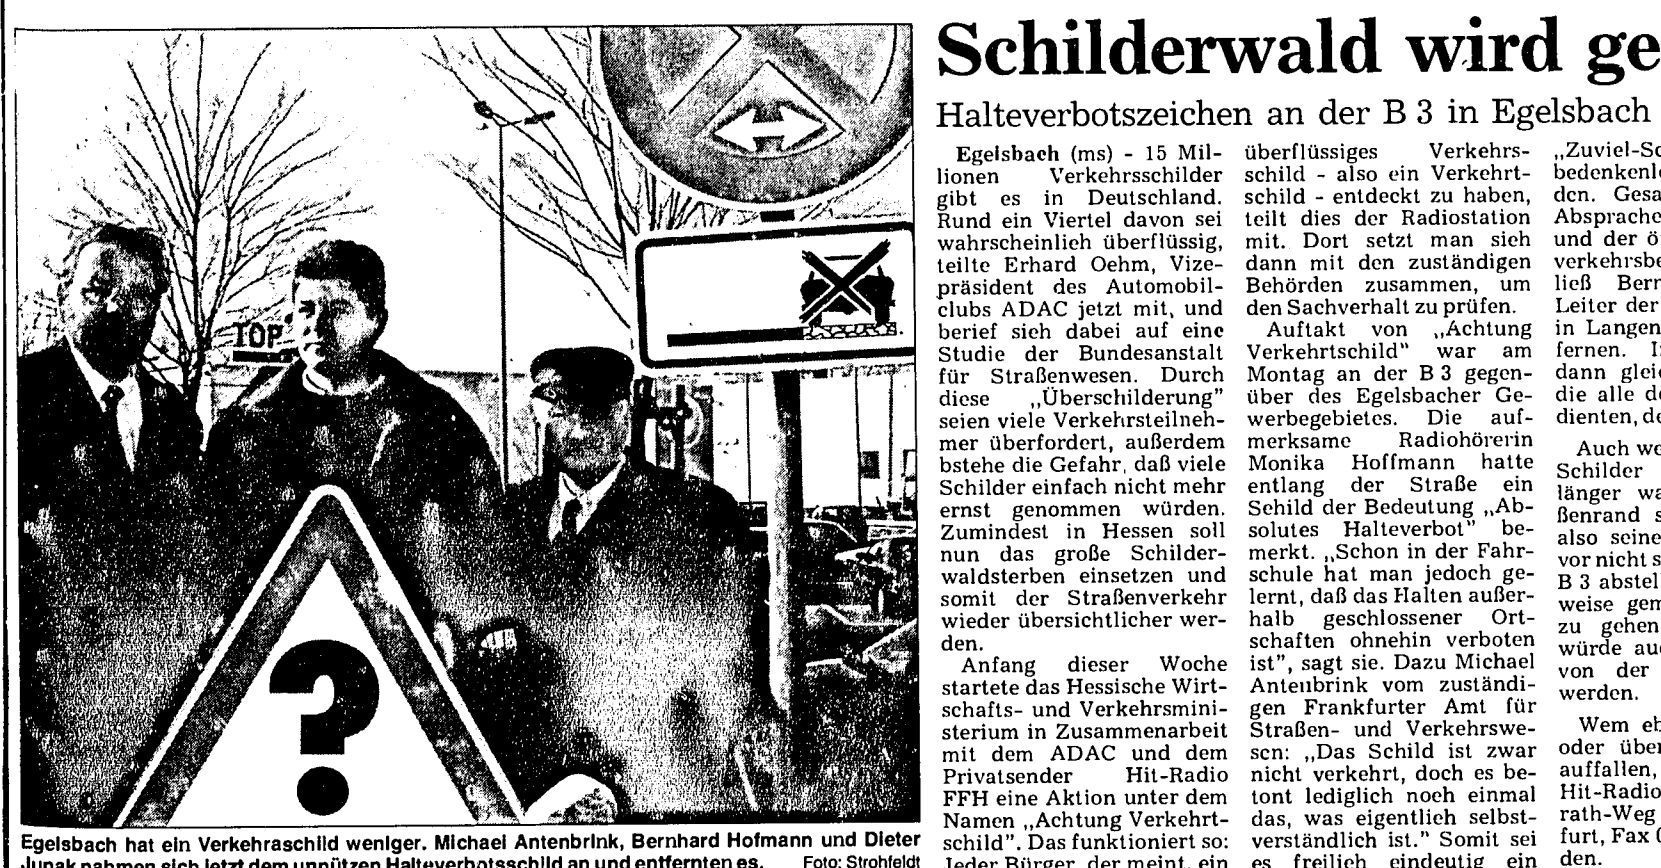 Schilderwald wird ge
Halteverbotszeichen an der B 3 in Egelsbach
TOP
?
Egelsbach hat ein Verkehraschild weniger. Michael Antenbrink, Bernhard Hofmann und Dieter
Junak nahmen sich jetzt dem unnützen Halteverbotsschild an und entfernten es. Foto: Strohfeldt
Egelsbach (ms) - 15 Mil-
lionen Verkehrsschilder
gibt es in Deutschland.
Rund ein Viertel davon sei
wahrscheinlich überflüssig,
teilte Erhard Oehm, Vize-
präsident des Automobil-
clubs ADAC jetzt mit, und
berief sich dabei auf eine
Studie der Bundesanstalt
für Straßenwesen. Durch
diese „Überschilderung"
seien viele Verkehrsteilneh-
mer überfordert, außerdem
bstehe die Gefahr, daß viele
Schilder einfach nicht mehr
ernst genommen würden.
Zumindest in Hessen soll
nun das große Schilder-
waldsterben einsetzen und
somit der Straßenverkehr
wieder übersichtlicher wer-
den.
Anfang dieser Woche
startete das Hessische Wirt-
schafts- und Verkehrsmini-
sterium in Zusammenarbeit
mit dem ADAC und dem
Privatsender Hit-Radio
FFH eine Aktion unter dem
Namen „Achtung Verkehrt-
schild". Das funktioniert so:
Jeder Bürger, der meint, ein
überflüssiges Verkehrs-
schild - also ein Verkehrt-
schild - entdeckt zu haben,
teilt dies der Radiostation
mit. Dort setzt man sich
dann mit den zuständigen
Behörden zusammen, um
den Sachverhalt zu prüfen.
Auftakt von „Achtung
Verkehrtschild" war am
Montag an der B 3 gegen-
über des Egelsbacher Ge-
werbegebietes. Die auf-
merksame Radiohörerin
Monika Hoffmann hatte
entlang der Straße ein
Schild der Bedeutung „Ab-
solutes Halteverbot" be-
merkt. „Schon in der Fahr-
schule hat man jedoch ge-
lernt, daß das Halten außer-
halb geschlossener Ort-
schaften ohnehin verboten
ist", sagt sie. Dazu Michael
Antenbrink vom zuständi-
gen Frankfurter Amt für
Straßen- und Verkehrswe-
sen: „Das Schild ist zwar
nicht verkehrt, doch es be-
tont lediglich noch einmal
das, was eigentlich selbst-
verständlich ist." Somit sei
es freilich eindeutig ein
„Zuviel-Sc
bedenkenl
den. Gesa
Absprache
und der ö
verkehrsbe
ließ Bern
Leiter der
in Langen
fernen. I
dann glei
die alle d
dienten, d
Auch we
Schilder
länger wa
ßenrand s
also seine
vor nicht s
B 3 abstel
weise gem
zu gehen
würde au
von der
werden.
Wem eb
oder über
auffallen,
Hit-Radio
rath-Weg
furt, Fax
den.